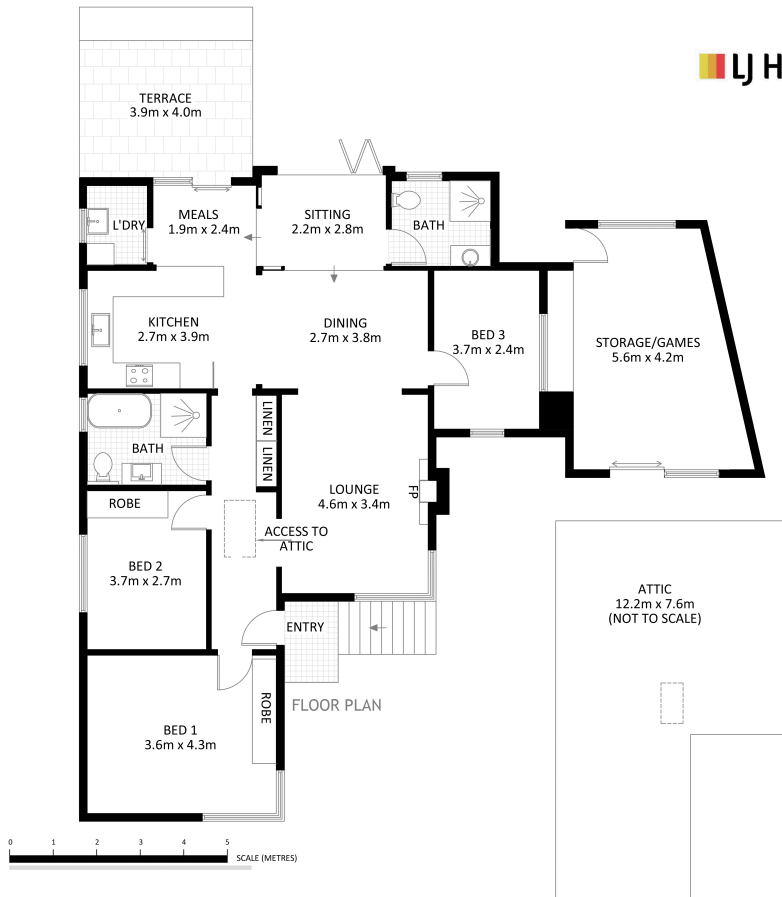 LJ H
TERRACE
3.9m x 4.0m
L'DRY
MEALS
1.9m x 2.4m
SITTING
2.2m x 2.8m
BATH
KITCHEN
2.7m x 3.9m
DINING
2.7m x 3.8m
BED 3
3.7m x 2.4m
STORAGE/GAMES
5.6m x 4.2m
BATH
LINEN
LINEN
ROBE
LOUNGE
4.6m x 3.4m
FP
ACCESS TO
ATTIC
BED 2
3.7m x 2.7m
ATTIC
12.2m x 7.6m
(NOT TO SCALE)
ENTRY
ROBE
FLOOR PLAN
BED 1
3.6m x 4.3m
0 1 2 3 4 5
SCALE (METRES)